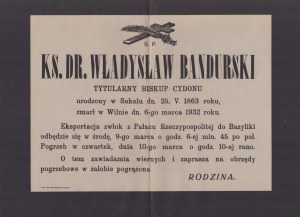 Ś. P.
KS. DR. WŁADYSŁAW BANDURSKI
TYTULARNY BISKUP CYDONU
urodzony w Sokalu dn. 25. V. 1863 roku,
zmarł w Wilnie dn. 6-go marca 1932 roku.
Eksportacja zwłok z Pałacu Rzeczypospolitej do Bazyliki
odbędzie się w środę, 9-go marca o godz. 6-ej min. 45 po poł
Pogrzeb w czwartek, dnia 10-go marca o godz. 10-ej rano.
O tem zawiadamia wiernych i zaprasza na obrzędy
pogrzebowe w żałobie pogrążona
RODZINA.